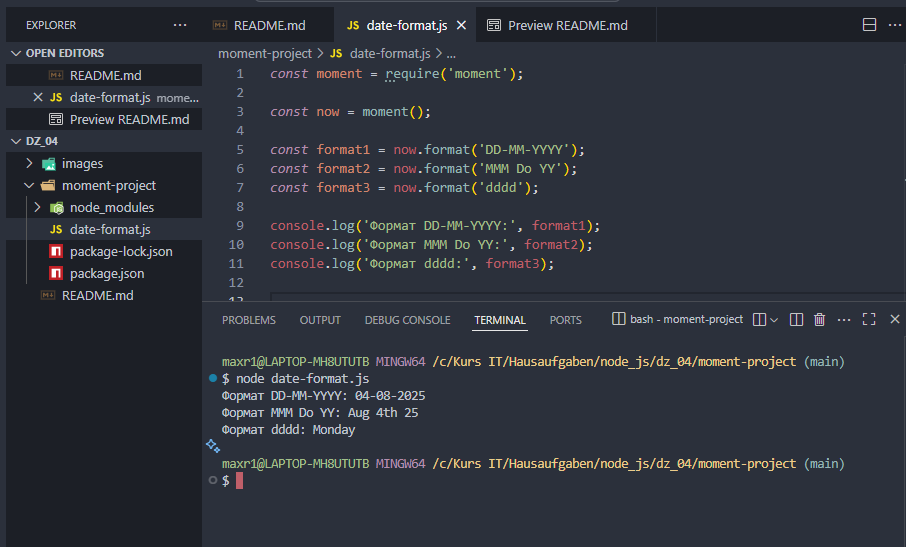 EXPLORER ···
OPEN EDITORS
README.md
JS date-format.js mome...
Preview README.md
DZ_04
images
moment-project
node_modules
JS date-format.js
package-lock.json
package.json
README.md
README.md JS date-format.js Preview README.md
moment-project > JS date-format.js > ...
1 const moment = require('moment');
2
3 const now = moment();
4
5 const format1 = now.format('DD-MM-YYYY');
6 const format2 = now.format('MMM Do YY');
7 const format3 = now.format('dddd');
8
9 console.log('Формат DD-MM-YYYY:', format1);
10 console.log('Формат MMM Do YY:', format2);
11 console.log('Формат dddd:', format3);
12
13
PROBLEMS OUTPUT DEBUG CONSOLE TERMINAL PORTS bash - moment-project
maxr1@LAPTOP-MH8UTUTB MINGW64 /c/Kurs IT/Hausaufgaben/node_js/dz_04/moment-project (main)
$ node date-format.js
Формат DD-MM-YYYY: 04-08-2025
Формат MMM Do YY: Aug 4th 25
Формат dddd: Monday
maxr1@LAPTOP-MH8UTUTB MINGW64 /c/Kurs IT/Hausaufgaben/node_js/dz_04/moment-project (main)
$